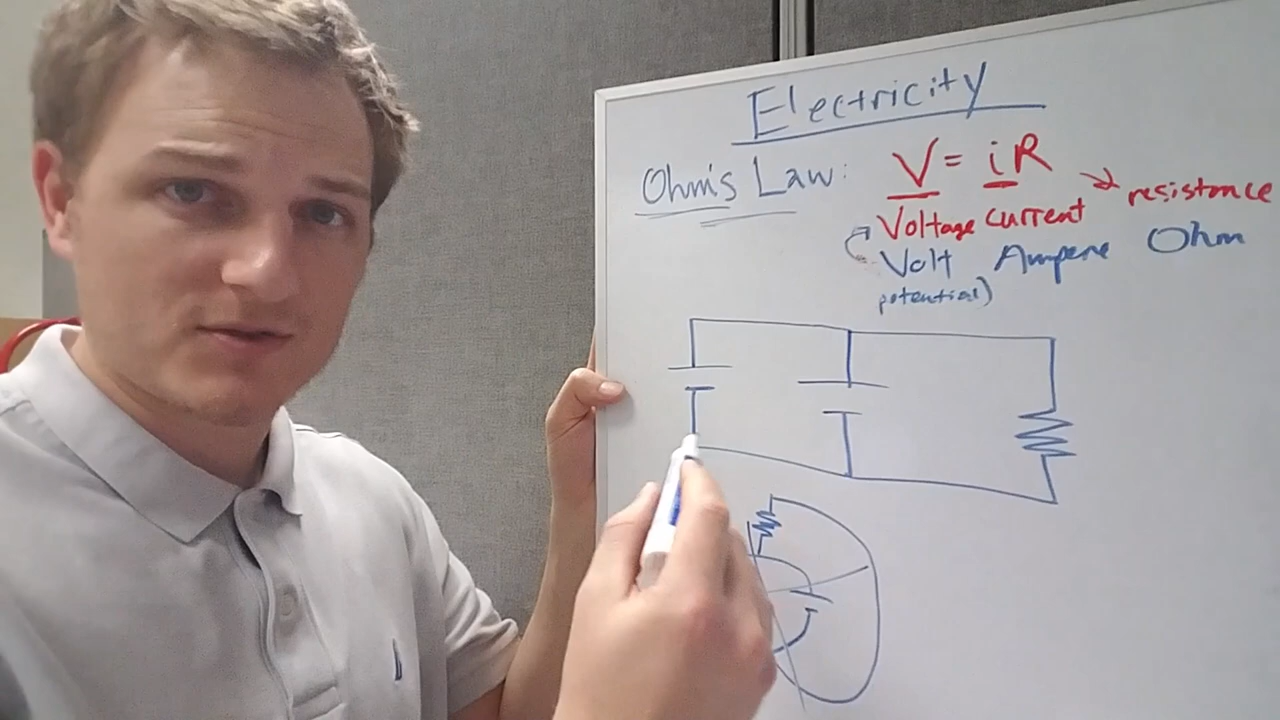 Electricity
Ohm's Law: V = iR
Voltage current resistance
Volt Ampere Ohm
potential)